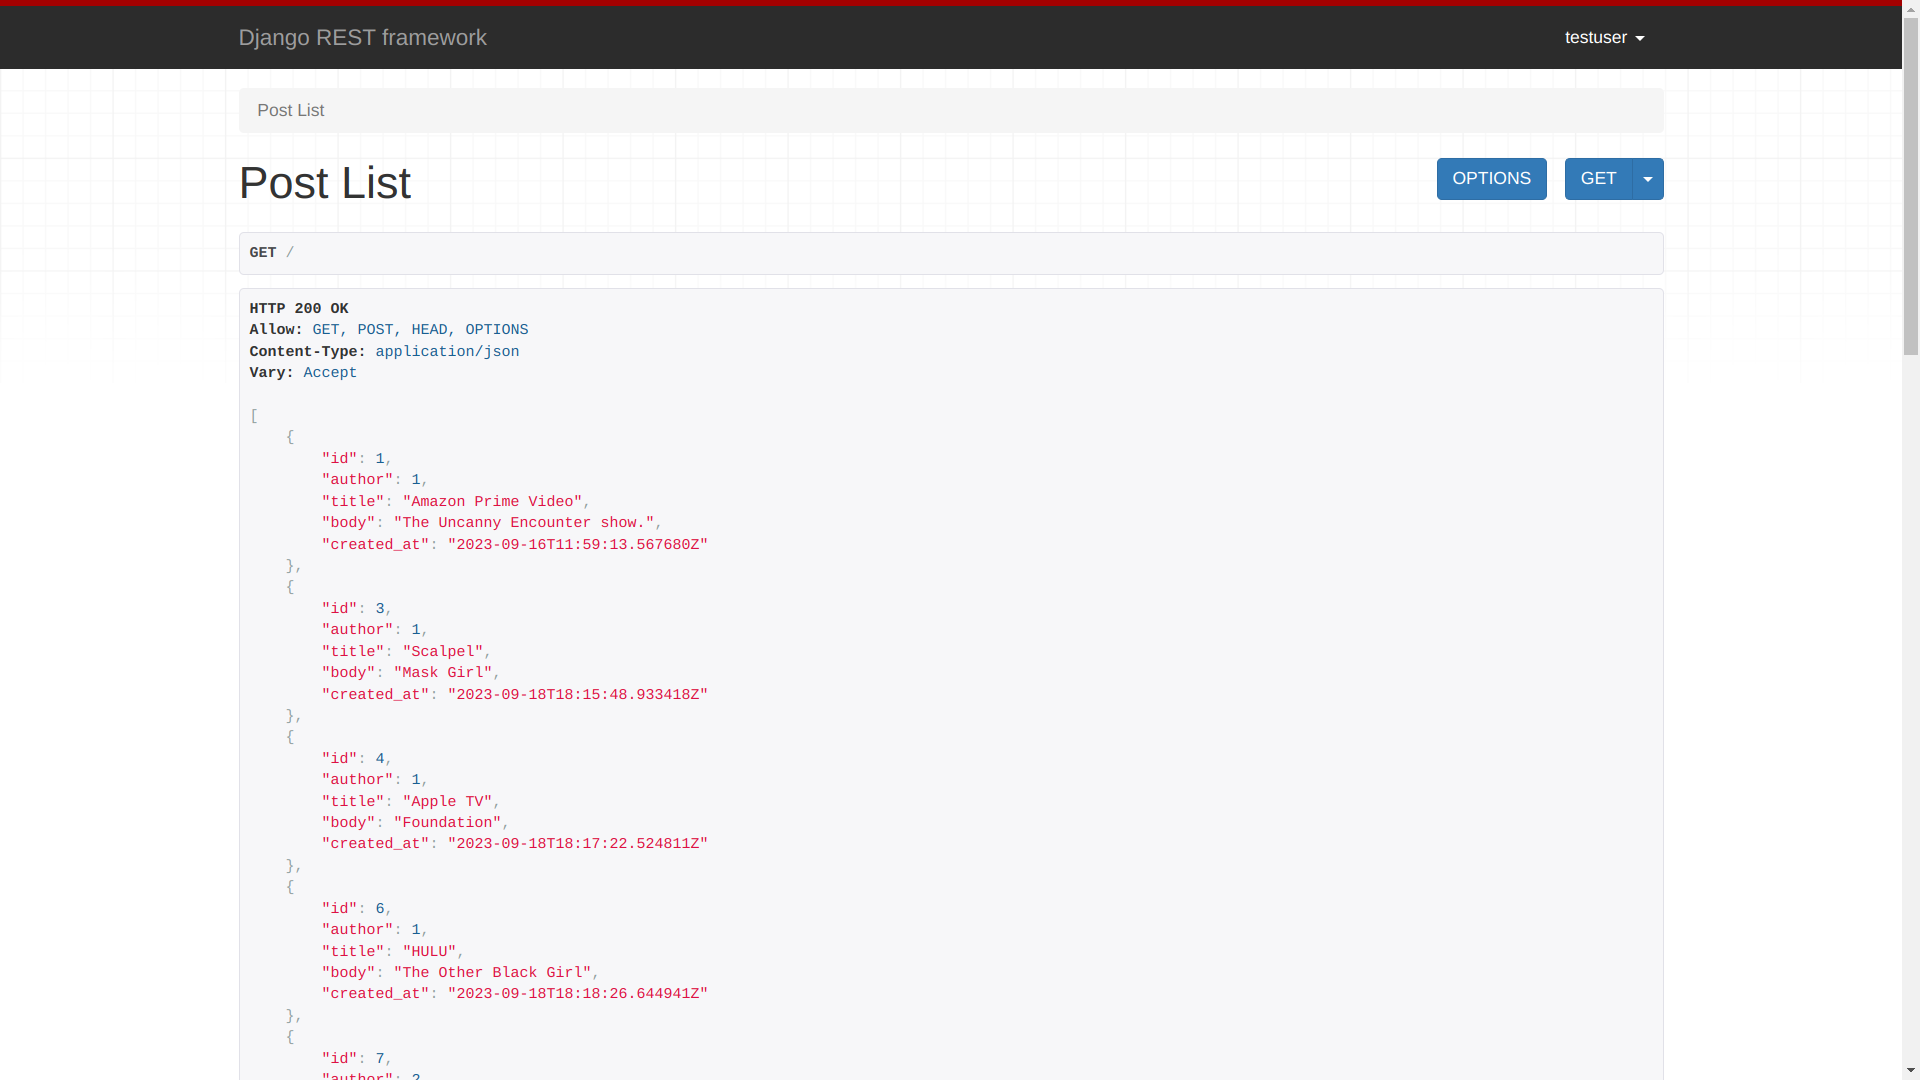 Django REST framework
testuser
Post List
Post List
OPTIONS
GET
GET /
HTTP 200 OK
Allow: GET, POST, HEAD, OPTIONS
Content-Type: application/json
Vary: Accept
[
{
"id": 1,
"author": 1,
"title": "Amazon Prime Video",
"body": "The Uncanny Encounter show.",
"created_at": "2023-09-16T11:59:13.567680Z"
},
{
"id": 3,
"author": 1,
"title": "Scalpel",
"body": "Mask Girl",
"created_at": "2023-09-18T18:15:48.933418Z"
},
{
"id": 4,
"author": 1,
"title": "Apple TV",
"body": "Foundation",
"created_at": "2023-09-18T18:17:22.524811Z"
},
{
"id": 6,
"author": 1,
"title": "HULU",
"body": "The Other Black Girl",
"created_at": "2023-09-18T18:18:26.644941Z"
},
{
"id": 7,
"author": 2